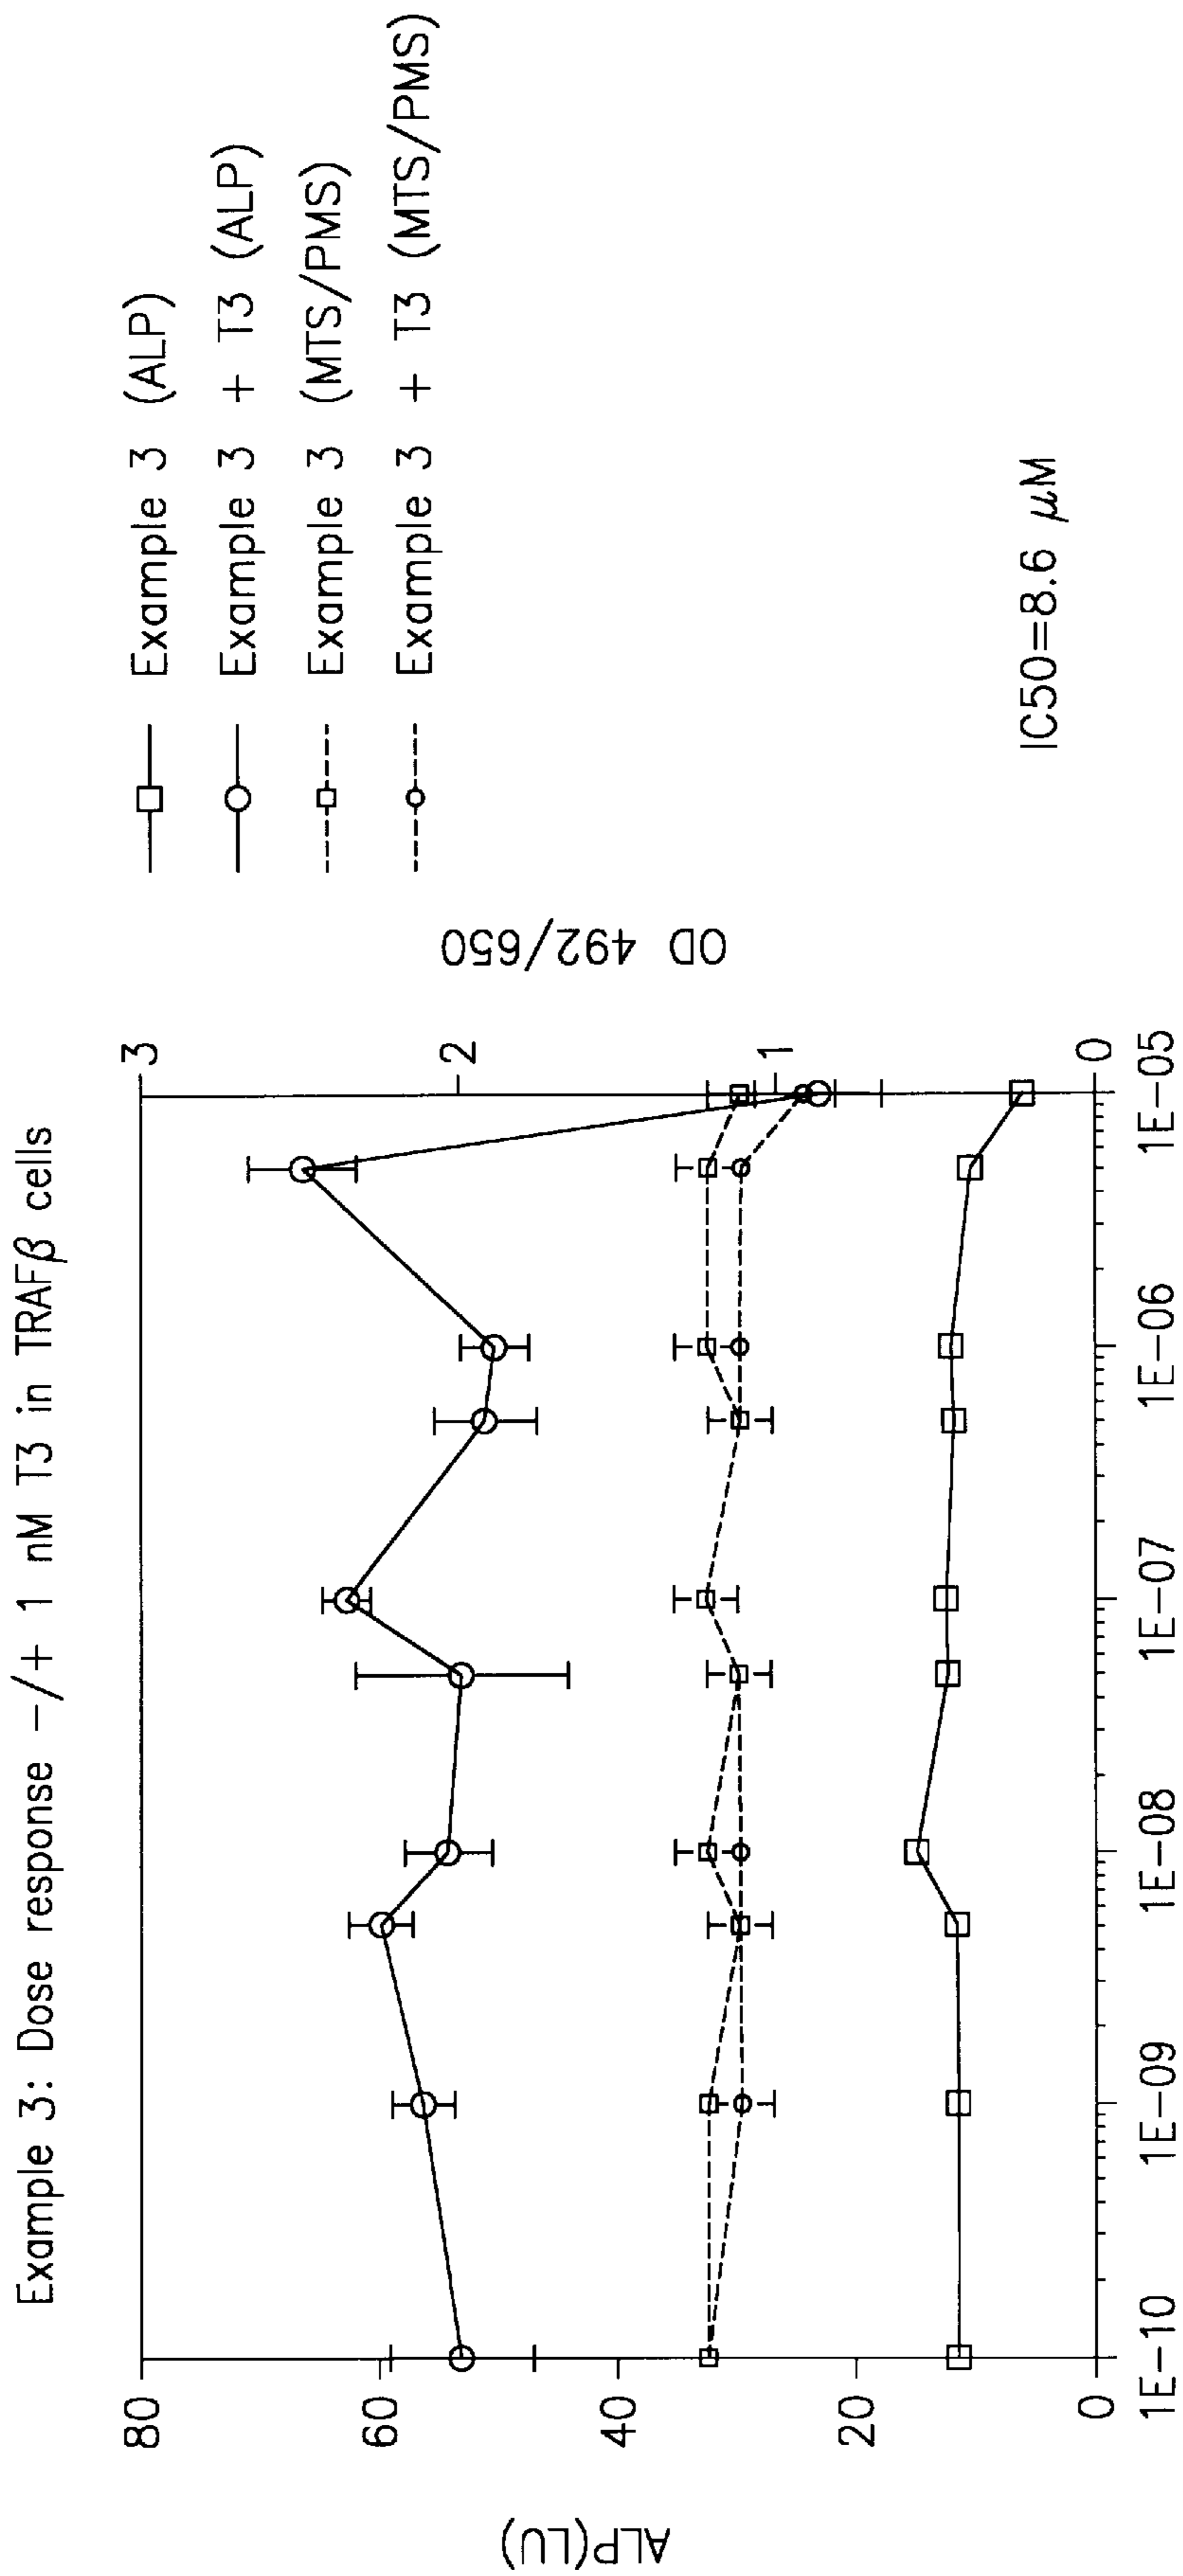 Example 3: Dose response −/+ 1 nM T3 in TRAFβ cells
ALP(LU)
80
60
40
20
0
1E−10
1E−09
1E−08
1E−07
1E−06
1E−05
3
2
1
0
OD 492/650
Example 3 (ALP)
Example 3 + T3 (ALP)
Example 3 (MTS/PMS)
Example 3 + T3 (MTS/PMS)
IC50=8.6 μM